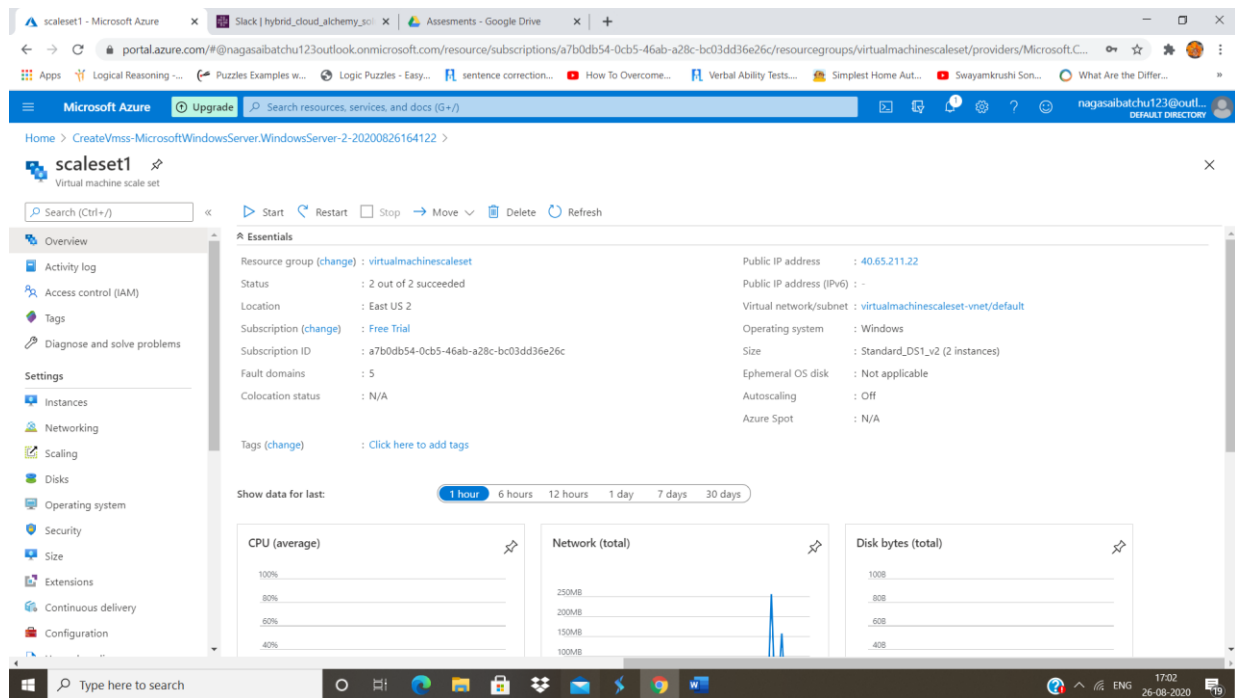 scaleset1 - Microsoft Azure
Slack | hybrid_cloud_alchemy_sol
Assesments - Google Drive
portal.azure.com/#@nagasaibatchu123outlook.onmicrosoft.com/resource/subscriptions/a7b0db54-0cb5-46ab-a28c-bc03dd36e26c/resourcegroups/virtualmachinescaleset/providers/Microsoft.C...
Apps Logical Reasoning -... Puzzles Examples w... Logic Puzzles - Easy... sentence correction... How To Overcome... Verbal Ability Tests.... Simplest Home Aut... Swayamkrushi Son... What Are the Differ... »
Microsoft Azure Upgrade Search resources, services, and docs (G+/) 1 nagasaibatchu123@outl...
DEFAULT DIRECTORY
Home > CreateVmss-MicrosoftWindowsServer.WindowsServer-2-20200826164122 >
scaleset1
Virtual machine scale set
Search (Ctrl+/) «
Overview
Activity log
Access control (IAM)
Tags
Diagnose and solve problems
Settings
Instances
Networking
Scaling
Disks
Operating system
Security
Size
Extensions
Continuous delivery
Configuration
Start Restart Stop Move Delete Refresh
Essentials
Resource group (change) : virtualmachinescaleset
Status : 2 out of 2 succeeded
Location : East US 2
Subscription (change) : Free Trial
Subscription ID : a7b0db54-0cb5-46ab-a28c-bc03dd36e26c
Fault domains : 5
Colocation status : N/A
Public IP address : 40.65.211.22
Public IP address (IPv6) : -
Virtual network/subnet : virtualmachinescaleset-vnet/default
Operating system : Windows
Size : Standard_DS1_v2 (2 instances)
Ephemeral OS disk : Not applicable
Autoscaling : Off
Azure Spot : N/A
Tags (change) : Click here to add tags
Show data for last: 1 hour 6 hours 12 hours 1 day 7 days 30 days
CPU (average)
100%
80%
60%
40%
Network (total)
250MB
200MB
150MB
100MB
Disk bytes (total)
100B
80B
60B
40B
Type here to search
ENG
17:02
26-08-2020
19